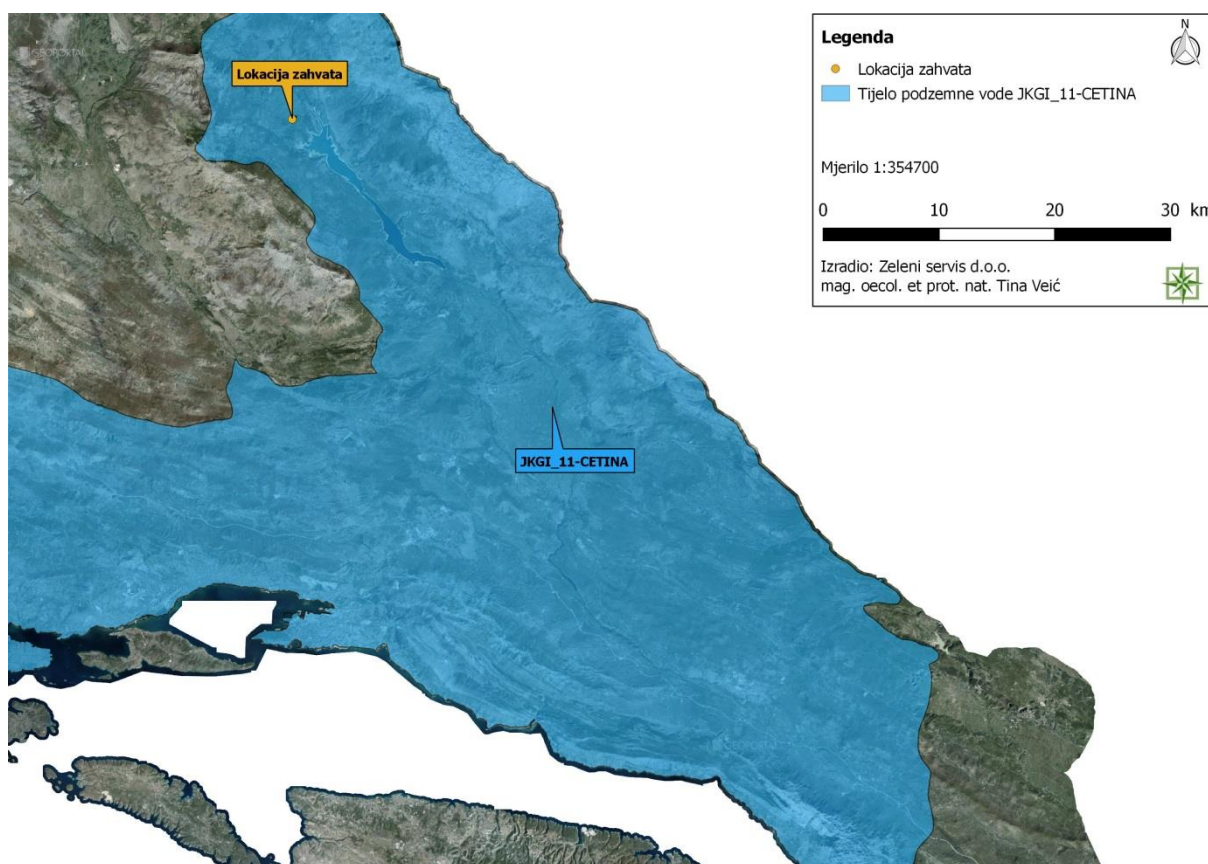 GEOPORTAL
Lokacija zahvata
JKGI_11-CETINA
Legenda
N
Lokacija zahvata
Tijelo podzemne vode JKGI_11-CETINA
Mjerilo 1:354700
0 10 20 30 km
Izradio: Zeleni servis d.o.o.
mag. oecol. et prot. nat. Tina Veić